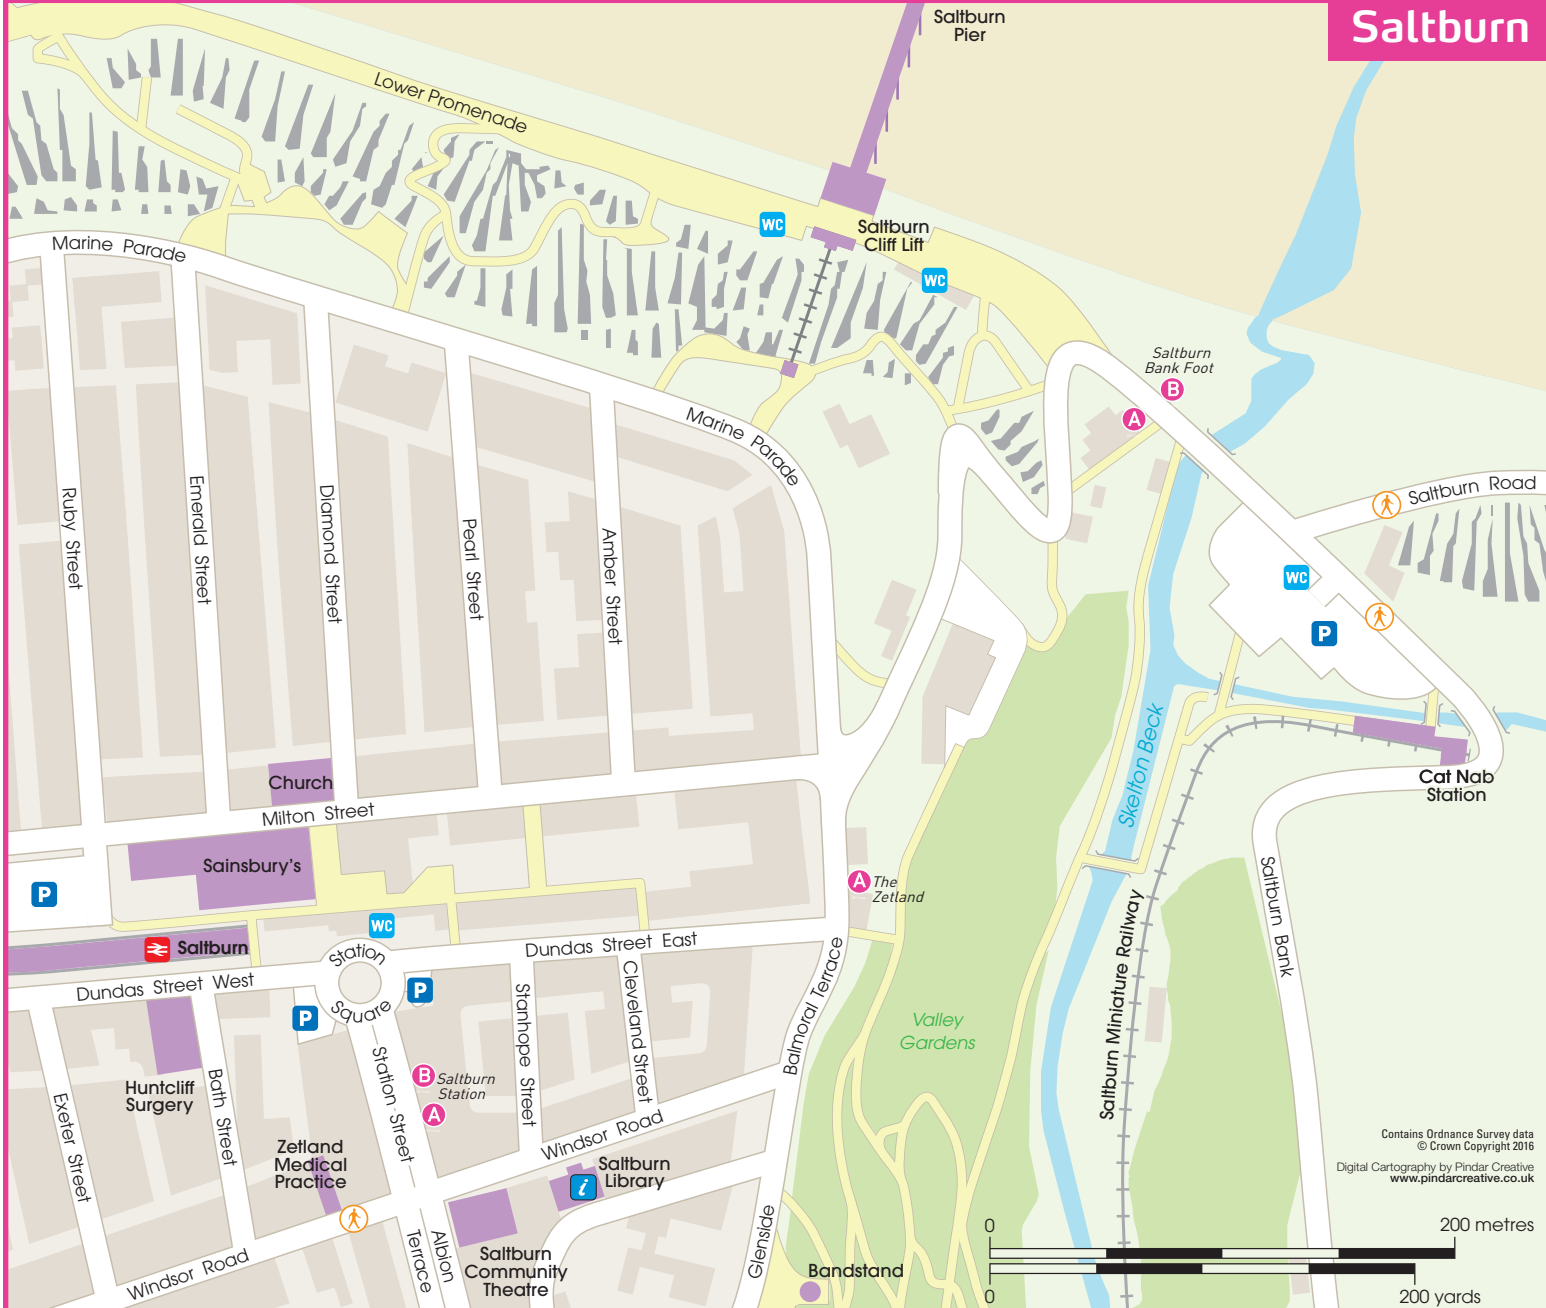 Saltburn
Saltburn
Pier
Lower Promenade
WC
Saltburn
Cliff Lift
WC
Marine Parade
Saltburn
Bank Foot
B
A
Marine Parade
Saltburn Road
Ruby Street
Emerald Street
Diamond Street
Pearl Street
Amber Street
WC
P
Skelton Beck
Cat Nab
Station
Church
Milton Street
Sainsbury's
P
A
The
Zetland
WC
Saltburn
Station
Square
Dundas Street East
Dundas Street West
P
P
Stanhope Street
Cleveland Street
Balmoral Terrace
Valley
Gardens
Saltburn Miniature Railway
Saltburn Bank
Huntcliff
Surgery
Exeter Street
Bath Street
Station Street
B
Saltburn
Station
A
Zetland
Medical
Practice
Windsor Road
Saltburn
Library
i
Windsor Road
Albion
Terrace
Saltburn
Community
Theatre
Glenside
Bandstand
Contains Ordnance Survey data
© Crown Copyright 2016
Digital Cartography by Pindar Creative
www.pindarcreative.co.uk
0
200 metres
0
200 yards